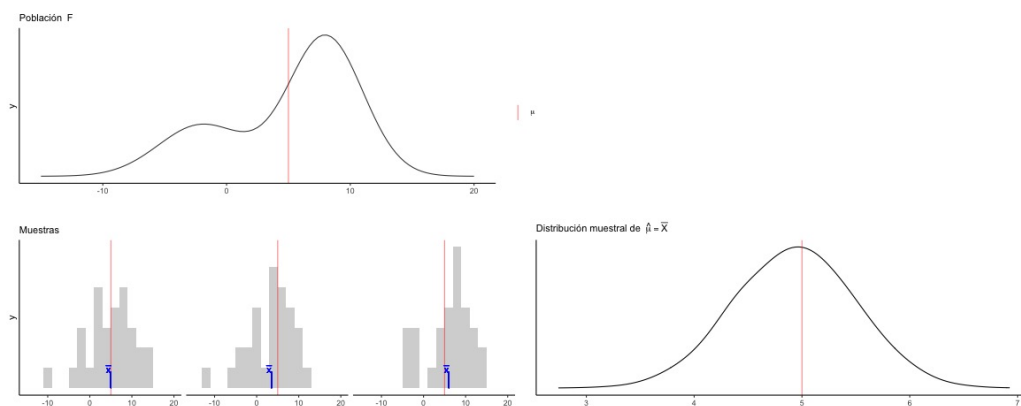 Población F
y
-10 0 10 20
μ
Muestras
y
x̄ x̄ x̄
-10 0 10 20 -10 0 10 20 -10 0 10 20
Distribución muestral de μ̂ = X̄
3 4 5 6 7